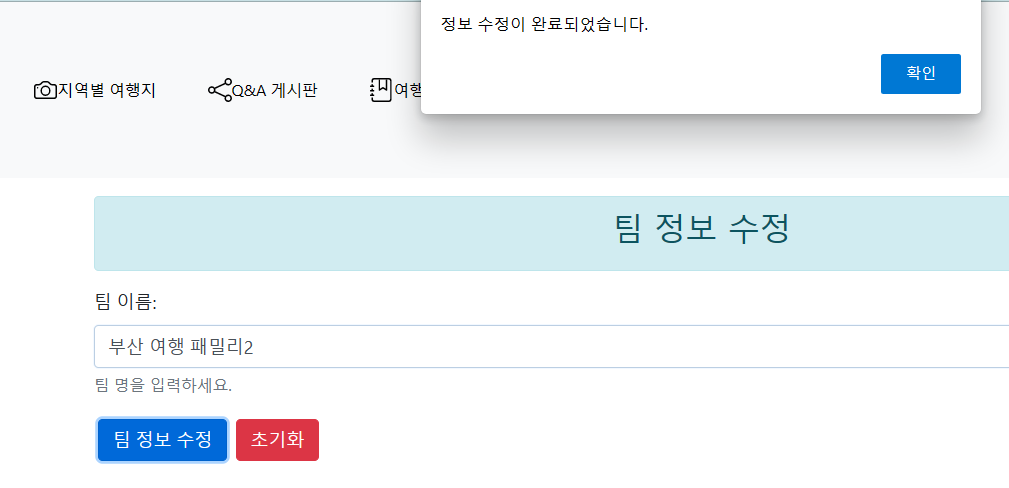 정보 수정이 완료되었습니다.
확인
지역별 여행지 Q&A 게시판 여행
팀 정보 수정
팀 이름:
부산 여행 패밀리2
팀 명을 입력하세요.
팀 정보 수정 초기화